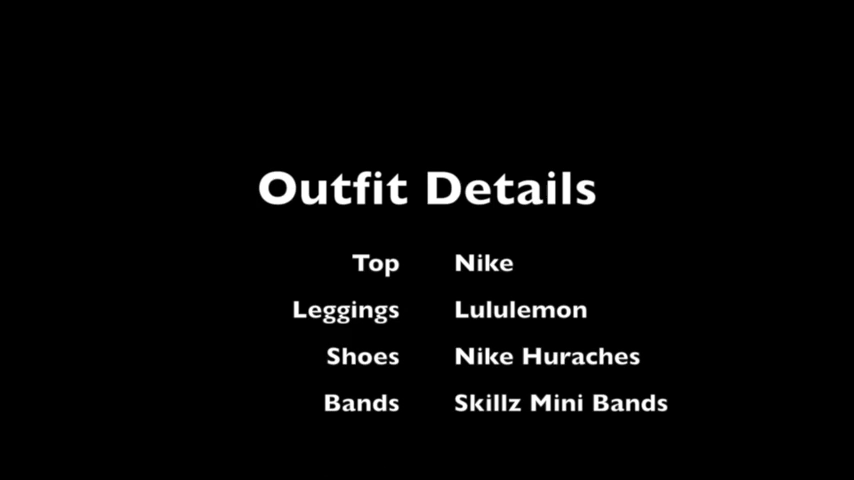 Outfit Details
Top Nike
Leggings Lululemon
Shoes Nike Huraches
Bands Skillz Mini Bands